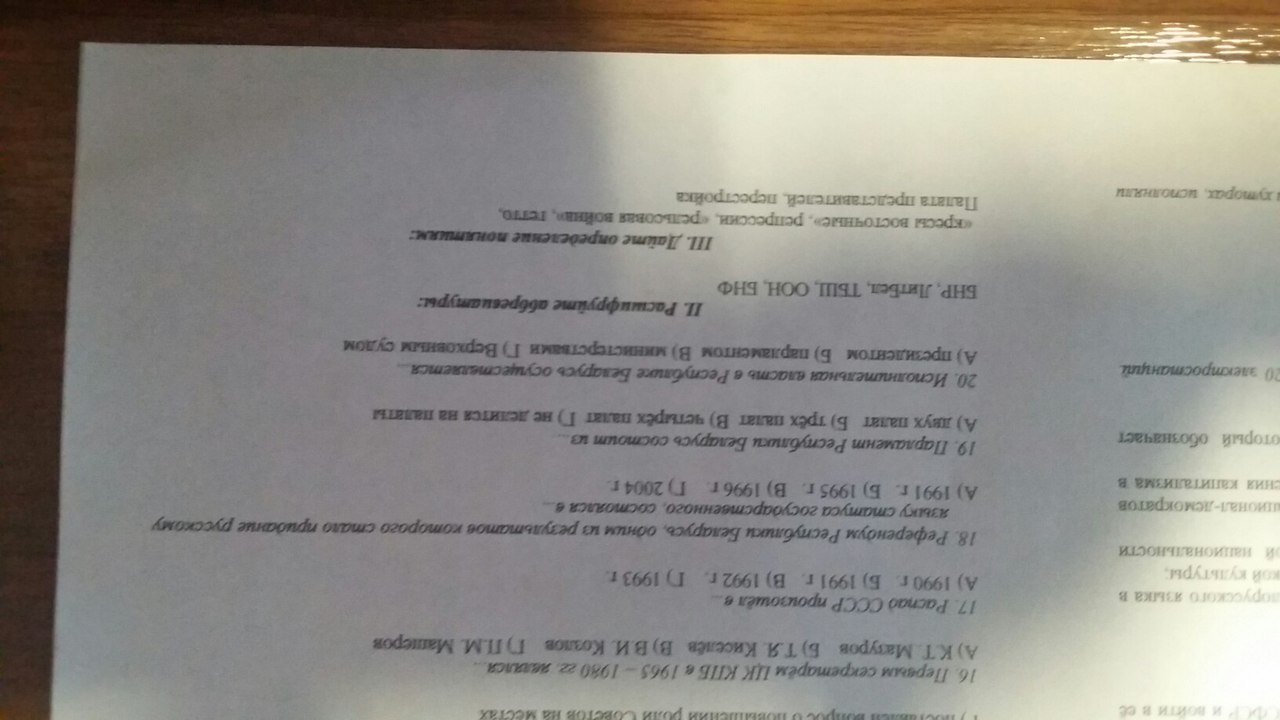 СФСР и войти в её
лорусского языка в
кой культуры;
ой национальности
ационал-демократов
ения капитализма в
оторый обозначает
20 электростанций.
хуторах, исполняли
Г) поставлен вопрос о повышении роли Советов на местах
16. Первым секретарём ЦК КПБ в 1965 – 1980 гг. являлся...
А) К.Т. Мазуров Б) Т.Я. Киселёв В) В.И. Козлов Г) П.М. Машеров
17. Распад СССР произошёл в...
А) 1990 г. Б) 1991 г. В) 1992 г. Г) 1993 г.
18. Референдум Республики Беларусь, одним из результатов которого стало придание русскому
языку статуса государственного, состоялся в...
А) 1991 г. Б) 1995 г. В) 1996 г. Г) 2004 г.
19. Парламент Республики Беларусь состоит из...
А) двух палат Б) трёх палат В) четырёх палат Г) не делится на палаты
20. Исполнительная власть в Республике Беларусь осуществляется...
А) президентом Б) парламентом В) министерствами Г) Верховным судом
II. Расшифруйте аббревиатуры:
БНР, ЛитБел, ТБШ, ООН, БНФ
III. Дайте определение понятиям:
«кресы восточные», репрессии, «рельсовая война», гетто,
Палата представителей, перестройка